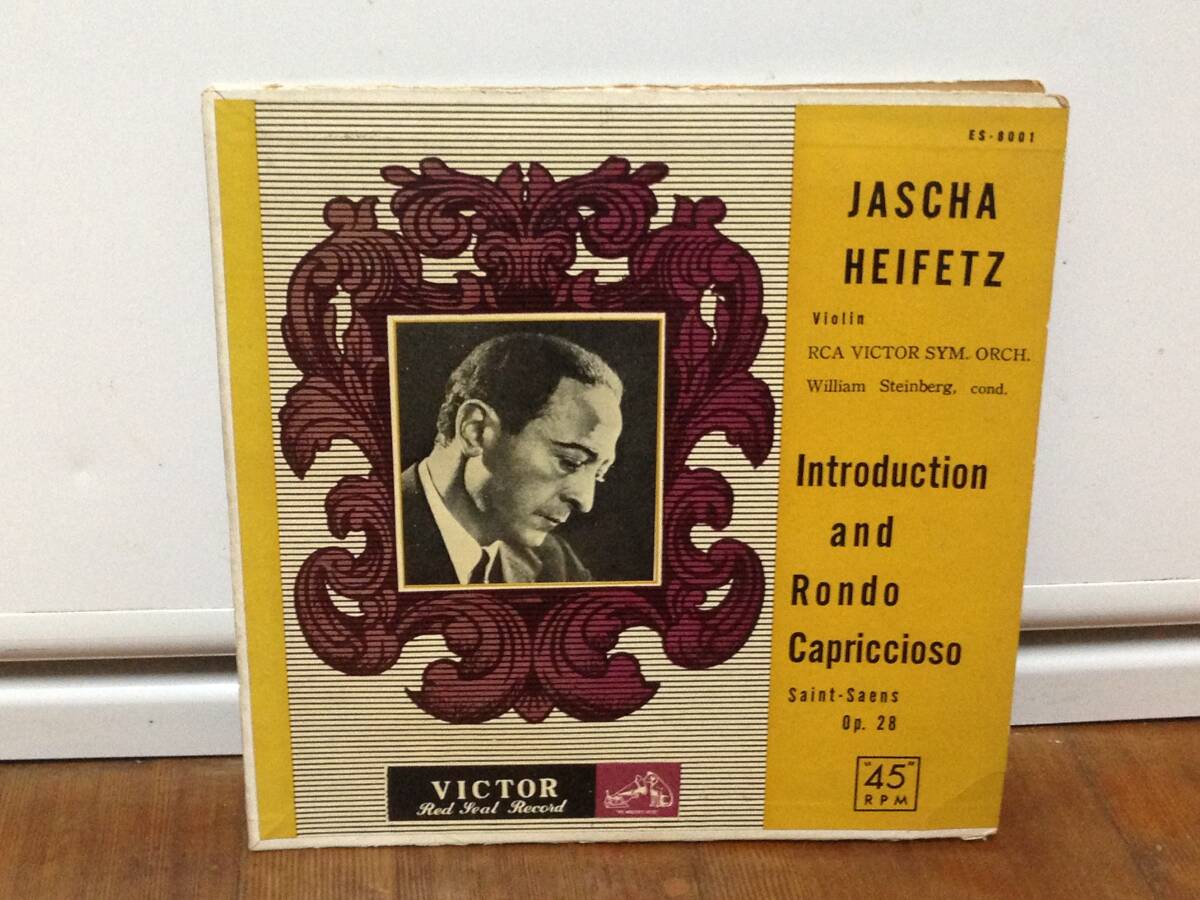 ES-8001
JASCHA
HEIFETZ
Violin
RCA VICTOR SYM. ORCH.
William Steinberg, cond.
Introduction
and
Rondo
Capriccioso
Saint-Saens
Op. 28
"45"
RPM
VICTOR
Red Seal Record